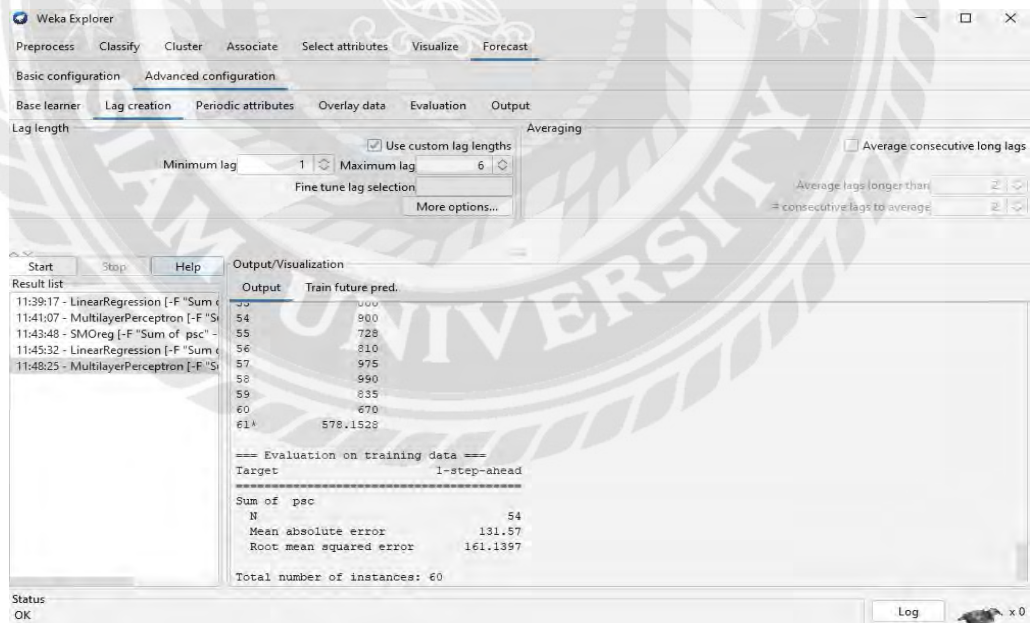 Weka Explorer
Preprocess Classify Cluster Associate Select attributes Visualize Forecast
Basic configuration Advanced configuration
Base learner Lag creation Periodic attributes Overlay data Evaluation Output
Lag length
Use custom lag lengths
Minimum lag 1 Maximum lag 6
Fine tune lag selection
More options...
Averaging
Average consecutive long lags
Average lags longer than 2
# consecutive lags to average 2
Start Stop Help
Result list
11:39:17 - LinearRegression [-F "Sum
11:41:07 - MultilayerPerceptron [-F "S
11:43:48 - SMOreg [-F "Sum of psc" -
11:45:32 - LinearRegression [-F "Sum
11:48:25 - MultilayerPerceptron [-F "S
Output/Visualization
Output Train future pred.
54 900
55 728
56 810
57 975
58 990
59 835
60 670
61* 578.1528
=== Evaluation on training data ===
Target 1-step-ahead
==========================================
Sum of psc
N 54
Mean absolute error 131.57
Root mean squared error 161.1397
Total number of instances: 60
Status
OK
Log
x 0
UNIVERSITY